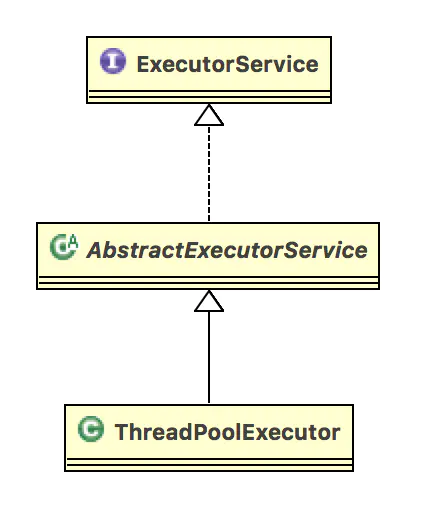 I ExecutorService
C A AbstractExecutorService
C ThreadPoolExecutor